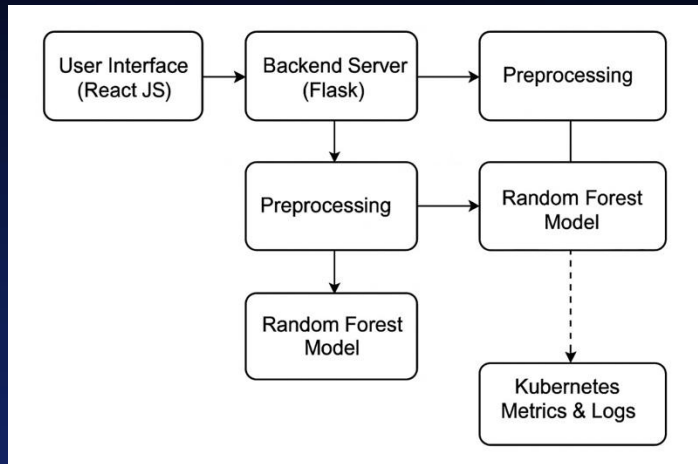 User Interface
(React JS)
Backend Server
(Flask)
Preprocessing
Preprocessing
Random Forest
Model
Random Forest
Model
Kubernetes
Metrics & Logs